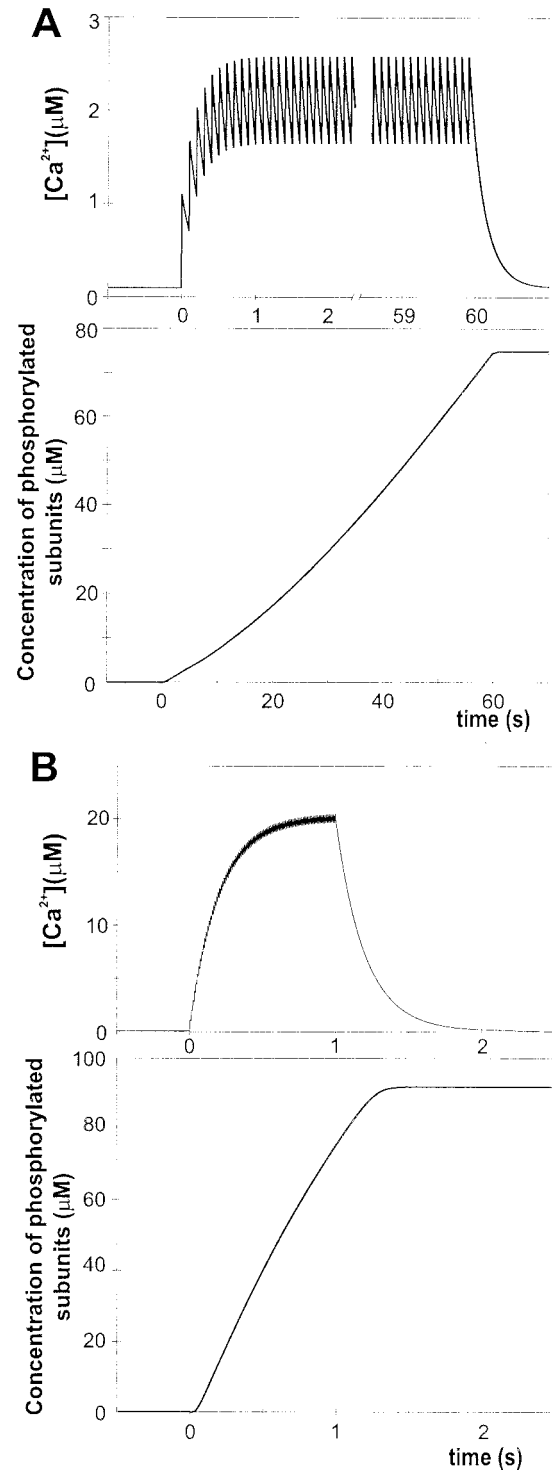 A
[Ca²⁺](μM)
3
2
1
0
0 1 2 59 60
Concentration of phosphorylated
subunits (μM)
80
60
40
20
0
0 20 40 60
time (s)
B
[Ca²⁺](μM)
20
10
0
0 1 2
Concentration of phosphorylated
subunits (μM)
100
80
60
40
20
0
0 1 2
time (s)